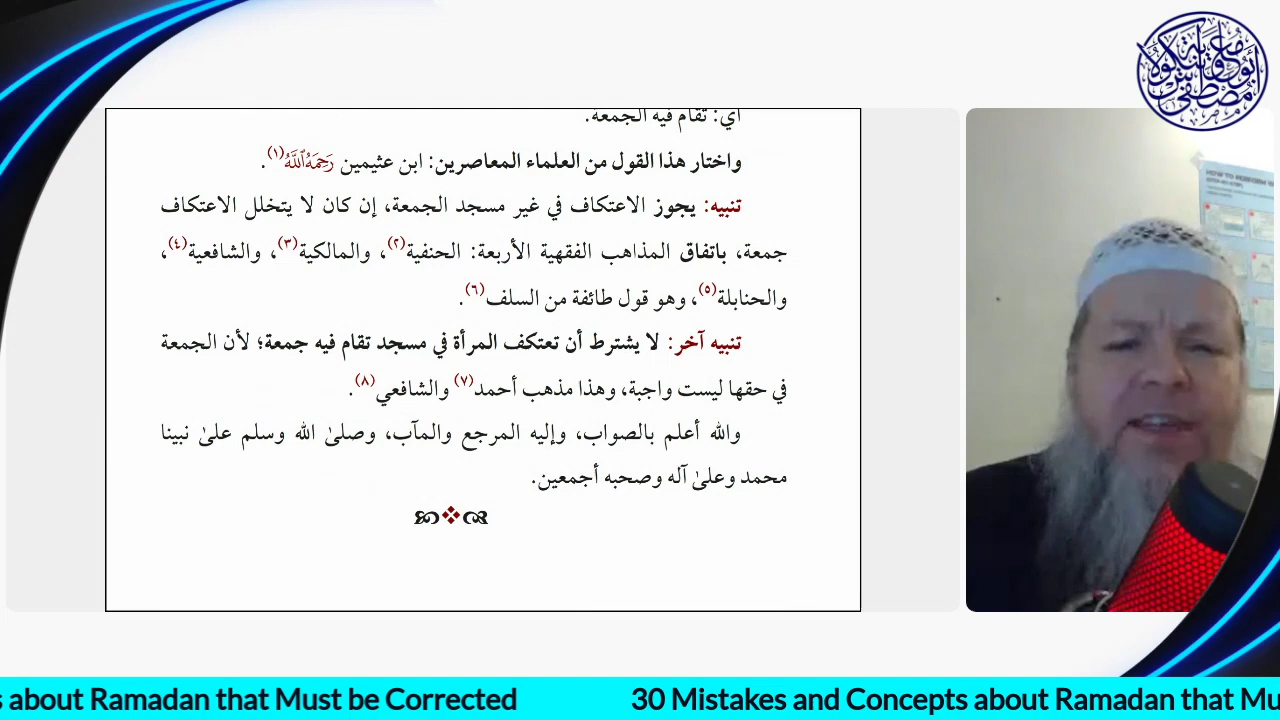 أي: تقام فيه الجمعة.
واختار هذا القول من العلماء المعاصرين: ابن عثيمين رَحِمَهُ ٱللَّهُ(١).
تنبيه: يجوز الاعتكاف في غير مسجد الجمعة، إن كان لا يتخلل الاعتكاف
جمعة، باتفاق المذاهب الفقهية الأربعة: الحنفية(٢)، والمالكية(٣)، والشافعية(٤)،
والحنابلة(٥)، وهو قول طائفة من السلف(٦).
تنبيه آخر: لا يشترط أن تعتكف المرأة في مسجد تقام فيه جمعة؛ لأن الجمعة
في حقها ليست واجبة، وهذا مذهب أحمد(٧) والشافعي(٨).
والله أعلم بالصواب، وإليه المرجع والمآب، وصلىٰ الله وسلم علىٰ نبينا
محمد وعلىٰ آله وصحبه أجمعين.
s about Ramadan that Must be Corrected
30 Mistakes and Concepts about Ramadan that Mu